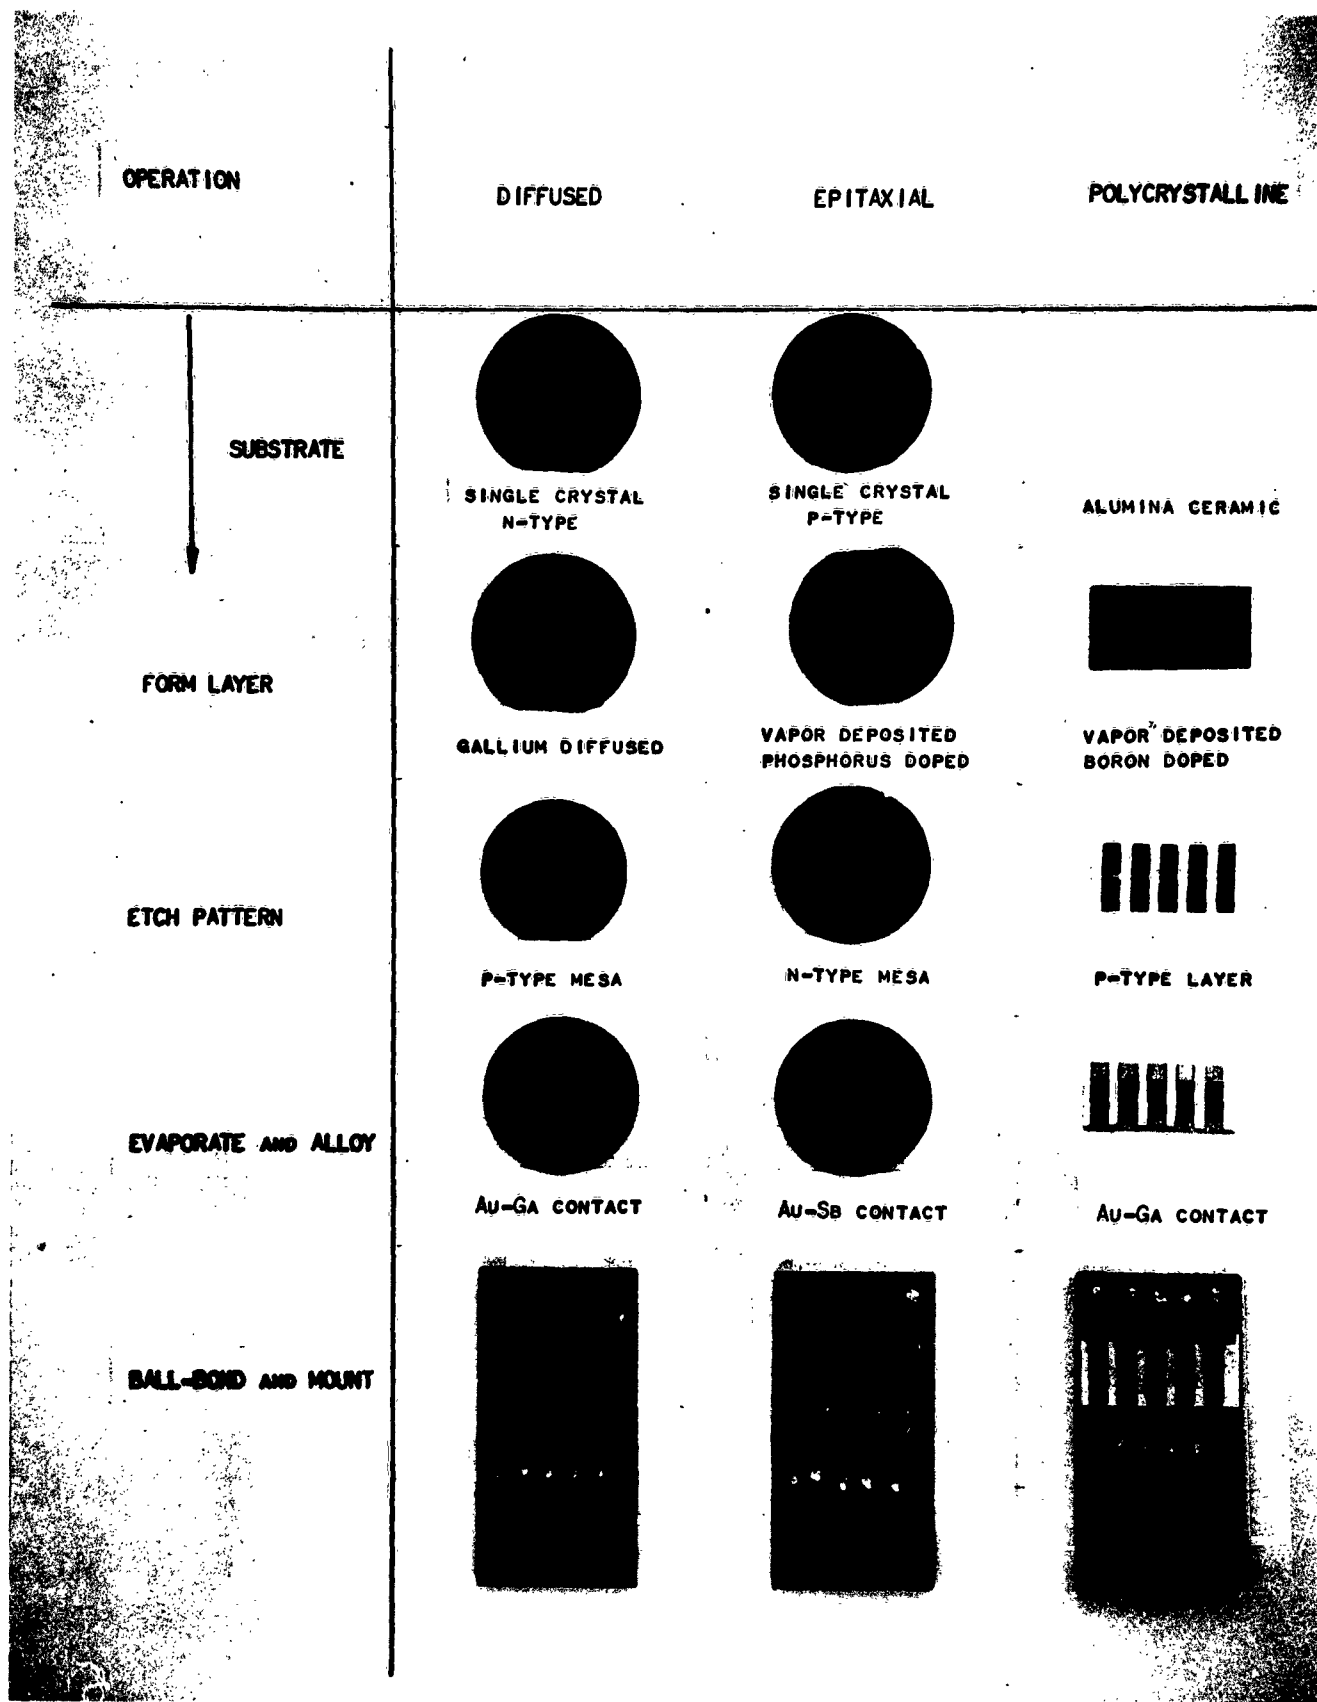 OPERATION
DIFFUSED
EPITAXIAL
POLYCRYSTALLINE
SUBSTRATE
SINGLE CRYSTAL
N-TYPE
SINGLE CRYSTAL
P-TYPE
ALUMINA CERAMIC
FORM LAYER
GALLIUM DIFFUSED
VAPOR DEPOSITED
PHOSPHORUS DOPED
VAPOR DEPOSITED
BORON DOPED
ETCH PATTERN
P-TYPE MESA
N-TYPE MESA
P-TYPE LAYER
EVAPORATE AND ALLOY
AU-GA CONTACT
AU-SB CONTACT
AU-GA CONTACT
BALL-BOND AND MOUNT